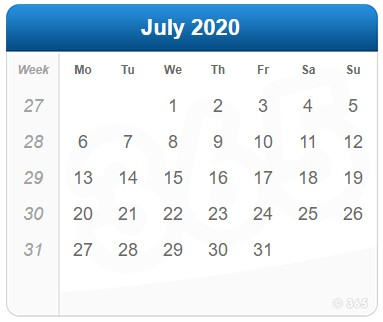 July 2020
Week Mo Tu We Th Fr Sa Su
27 1 2 3 4 5
28 6 7 8 9 10 11 12
29 13 14 15 16 17 18 19
30 20 21 22 23 24 25 26
31 27 28 29 30 31
© 365